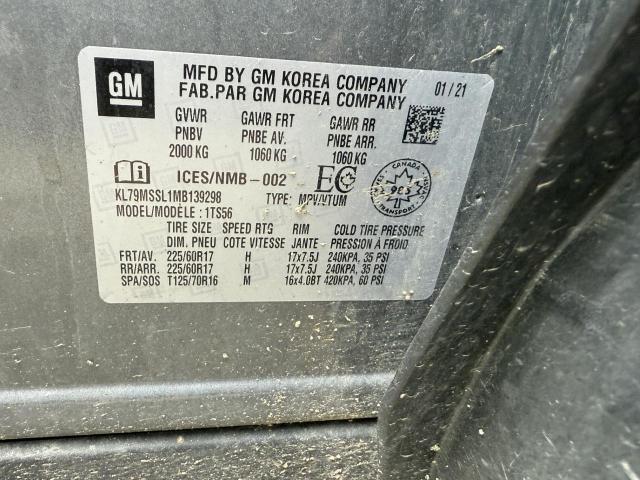 GM
MFD BY GM KOREA COMPANY 01/21
FAB.PAR GM KOREA COMPANY
GVWR GAWR FRT GAWR RR
PNBV PNBE AV. PNBE ARR.
2000 KG 1060 KG 1060 KG
ICES/NMB-002 EC
CANADA
TRANSPORT
KL79MSSL1MB139298 TYPE: MPV/VTUM
MODEL/MODÈLE: 1TS56
TIRE SIZE SPEED RTG RIM COLD TIRE PRESSURE
DIM. PNEU COTE VITESSE JANTE PRESSION À FROID
FRT/AV. 225/60R17 H 17x7.5J 240KPA, 35 PSI
RR/ARR. 225/60R17 H 17x7.5J 240KPA, 35 PSI
SPA/SOS T125/70R16 M 16x4.0BT 420KPA, 60 PSI